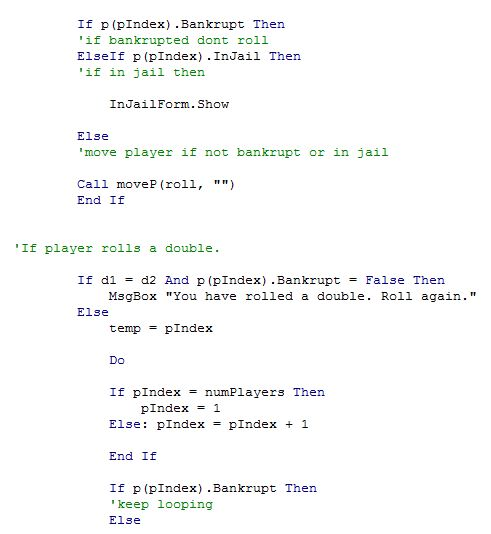 If p(pIndex).Bankrupt Then
'if bankrupted dont roll
ElseIf p(pIndex).InJail Then
'if in jail then
InJailForm.Show
Else
'move player if not bankrupt or in jail
Call moveP(roll, "")
End If
'If player rolls a double.
If d1 = d2 And p(pIndex).Bankrupt = False Then
MsgBox "You have rolled a double. Roll again."
Else
temp = pIndex
Do
If pIndex = numPlayers Then
pIndex = 1
Else: pIndex = pIndex + 1
End If
If p(pIndex).Bankrupt Then
'keep looping
Else